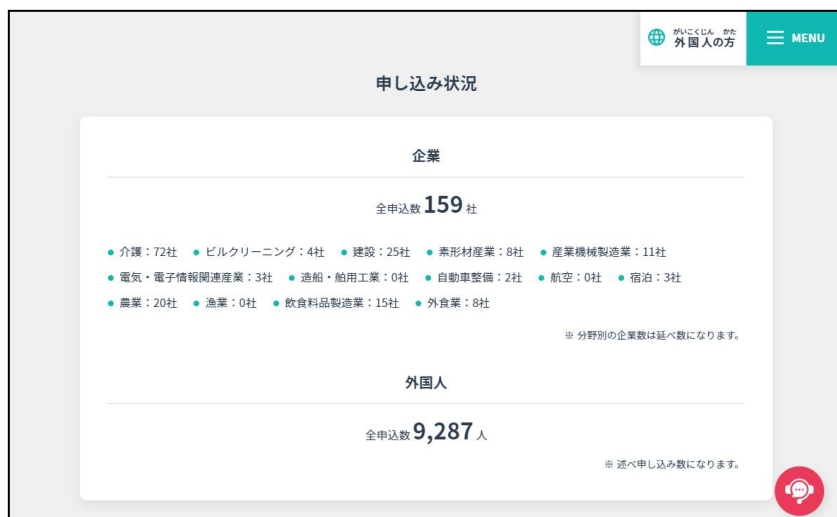 がいこくじん かた
外国人の方
MENU
申し込み状況
企業
全申込数 159 社
● 介護：72社 ● ビルクリーニング：4社 ● 建設：25社 ● 素形材産業：8社 ● 産業機械製造業：11社
● 電気・電子情報関連産業：3社 ● 造船・舶用工業：0社 ● 自動車整備：2社 ● 航空：0社 ● 宿泊：3社
● 農業：20社 ● 漁業：0社 ● 飲食料品製造業：15社 ● 外食業：8社
※ 分野別の企業数は延べ数になります。
外国人
全申込数 9,287 人
※ 述べ申し込み数になります。